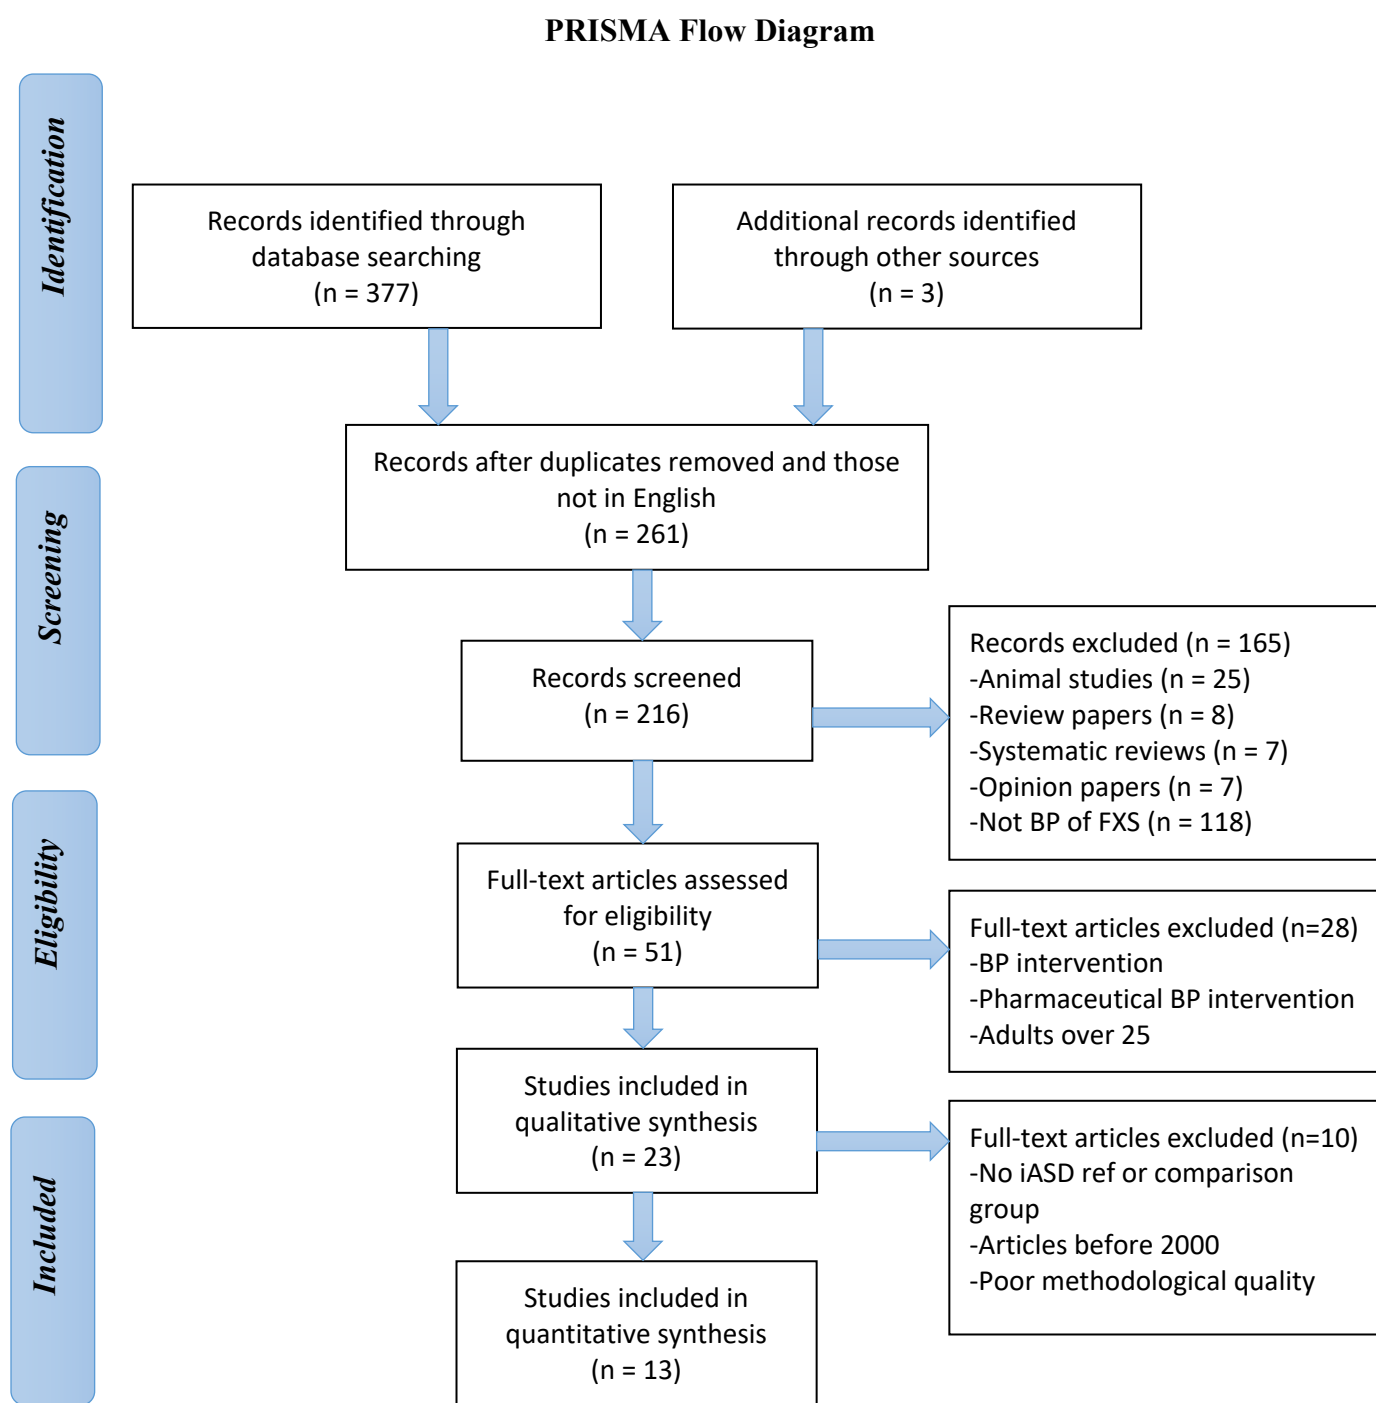 PRISMA Flow Diagram
Identification
Records identified through
database searching
(n = 377)
Additional records identified
through other sources
(n = 3)
Records after duplicates removed and those
not in English
(n = 261)
Screening
Records screened
(n = 216)
Records excluded (n = 165)
-Animal studies (n = 25)
-Review papers (n = 8)
-Systematic reviews (n = 7)
-Opinion papers (n = 7)
-Not BP of FXS (n = 118)
Eligibility
Full-text articles assessed
for eligibility
(n = 51)
Full-text articles excluded (n=28)
-BP intervention
-Pharmaceutical BP intervention
-Adults over 25
Studies included in
qualitative synthesis
(n = 23)
Full-text articles excluded (n=10)
-No iASD ref or comparison
group
-Articles before 2000
-Poor methodological quality
Included
Studies included in
quantitative synthesis
(n = 13)